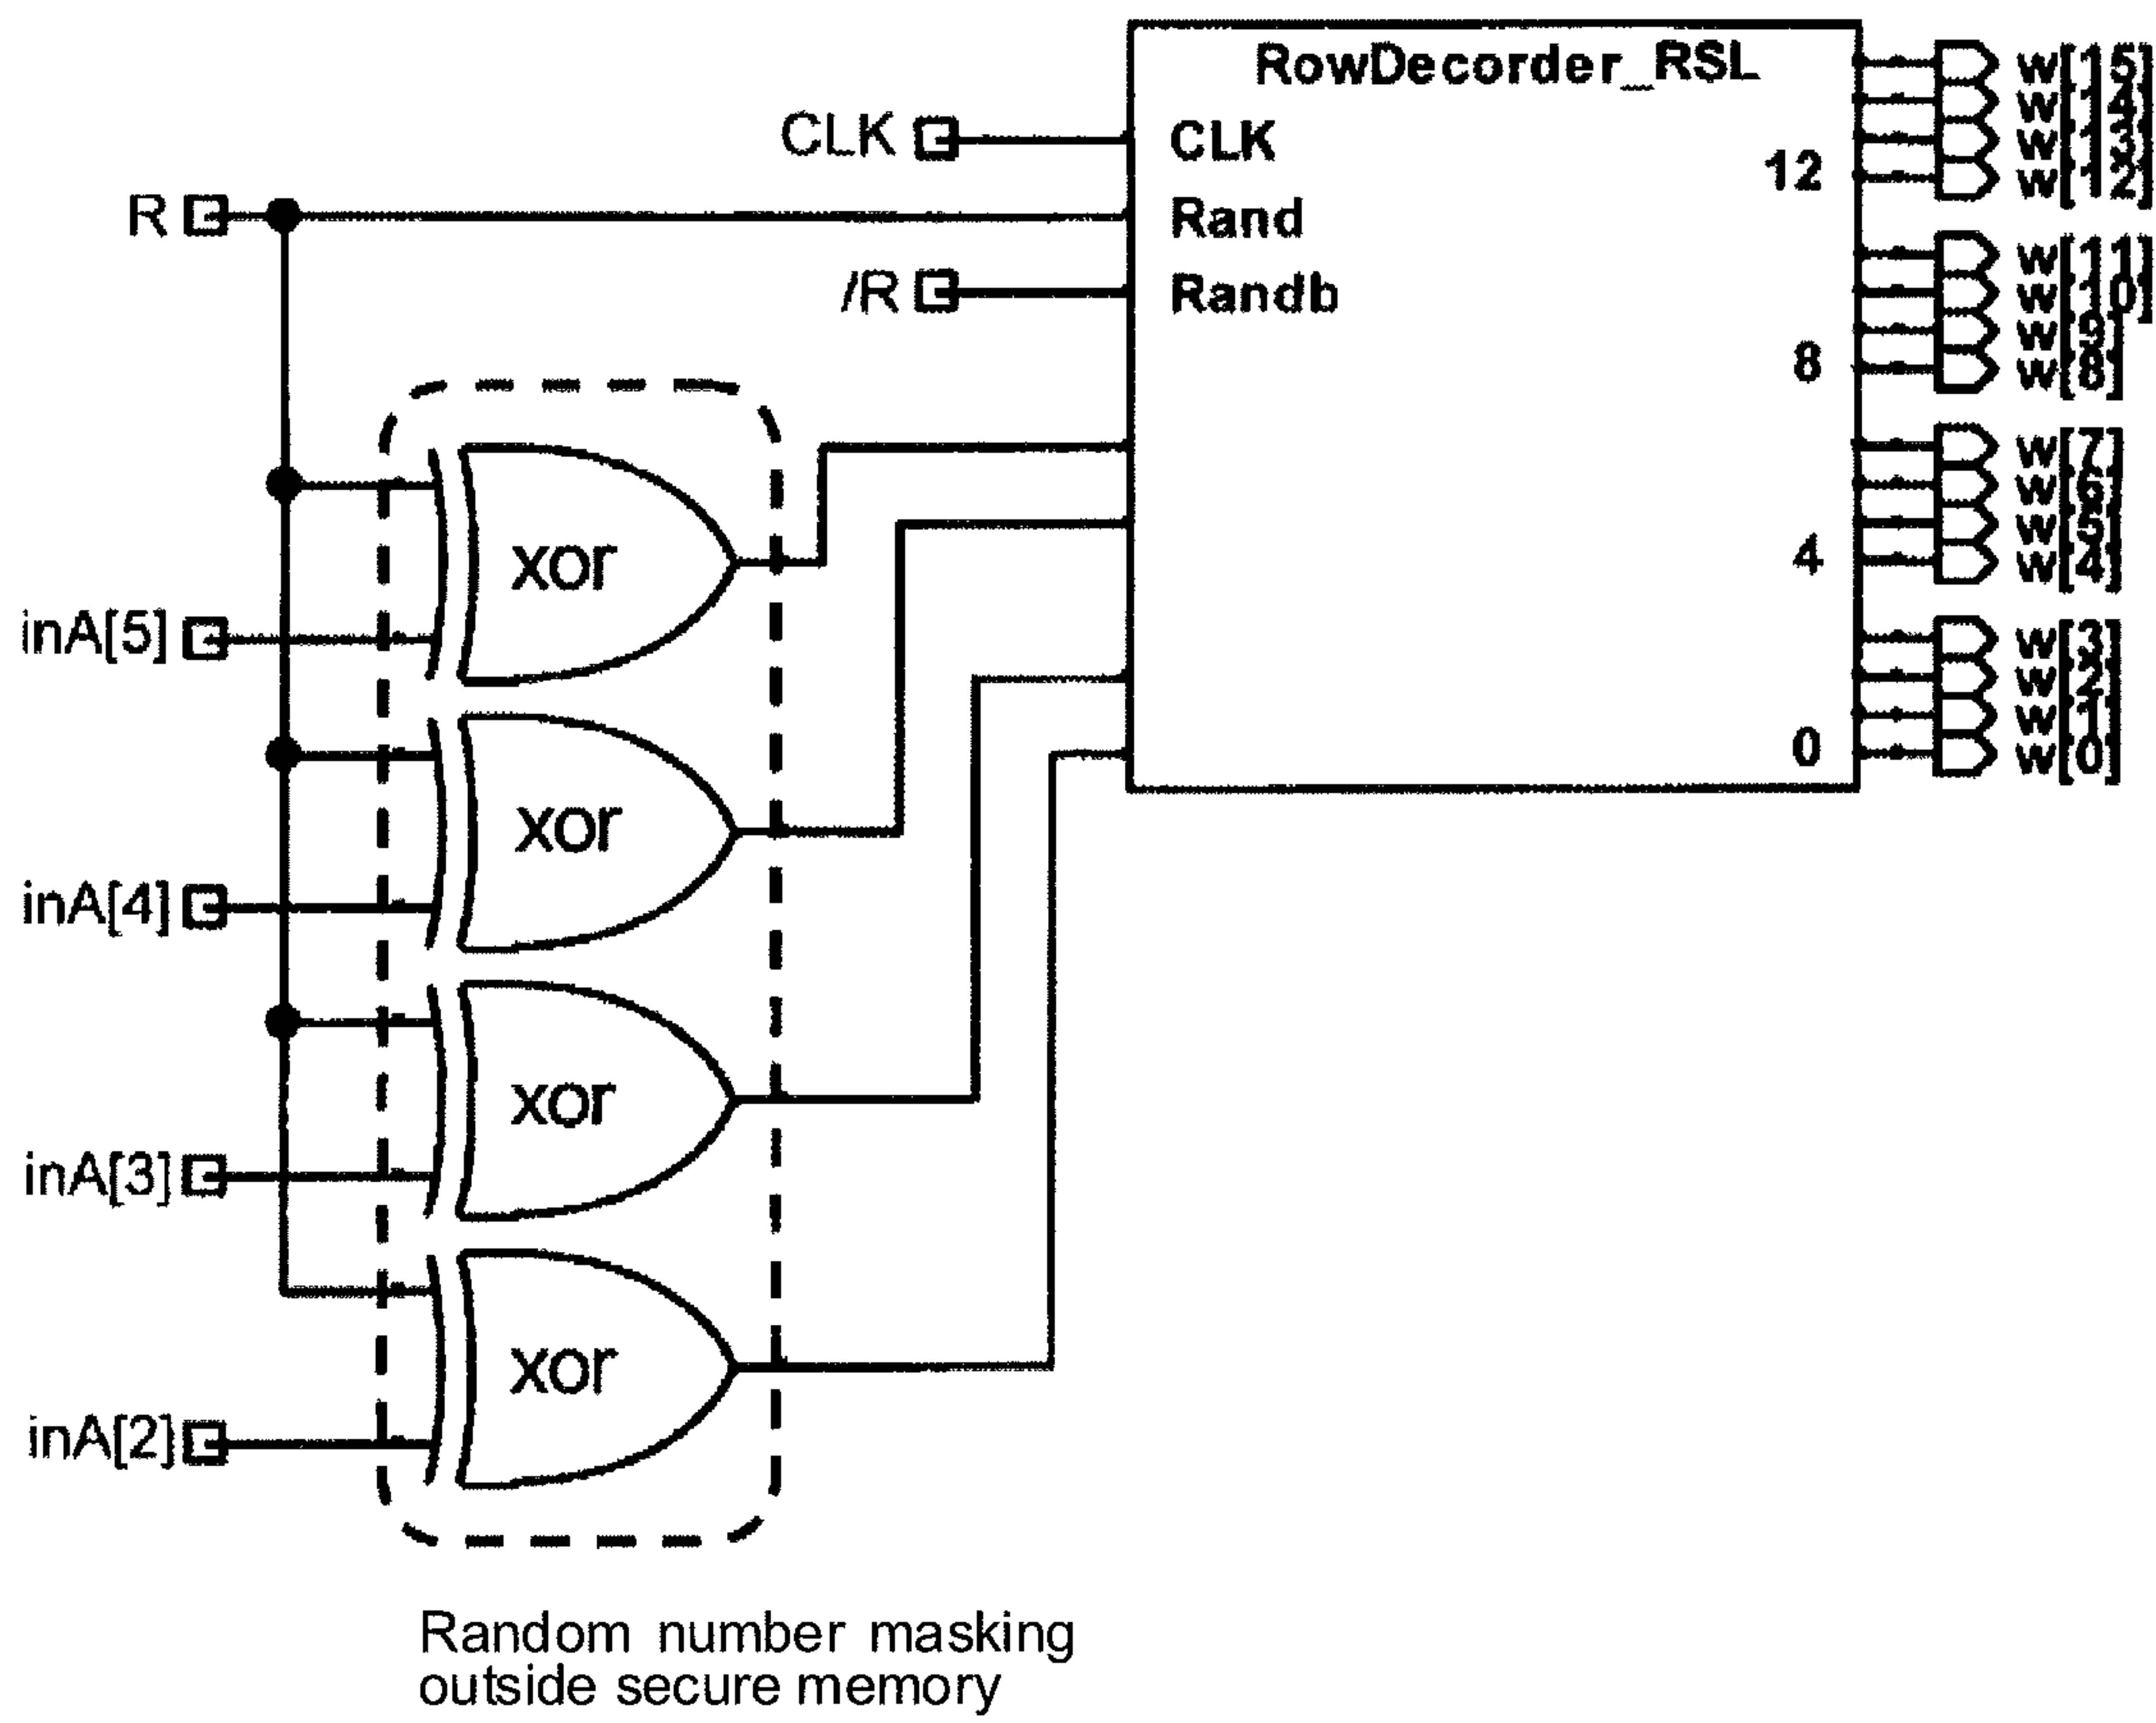 RowDecorder_RSL
CLK
CLK
R
Rand
/R
Randb
12
8
4
0
w[15]
w[14]
w[13]
w[12]
w[11]
w[10]
w[9]
w[8]
w[7]
w[6]
w[5]
w[4]
w[3]
w[2]
w[1]
w[0]
xor
inA[5]
xor
inA[4]
xor
inA[3]
xor
inA[2]
Random number masking
outside secure memory